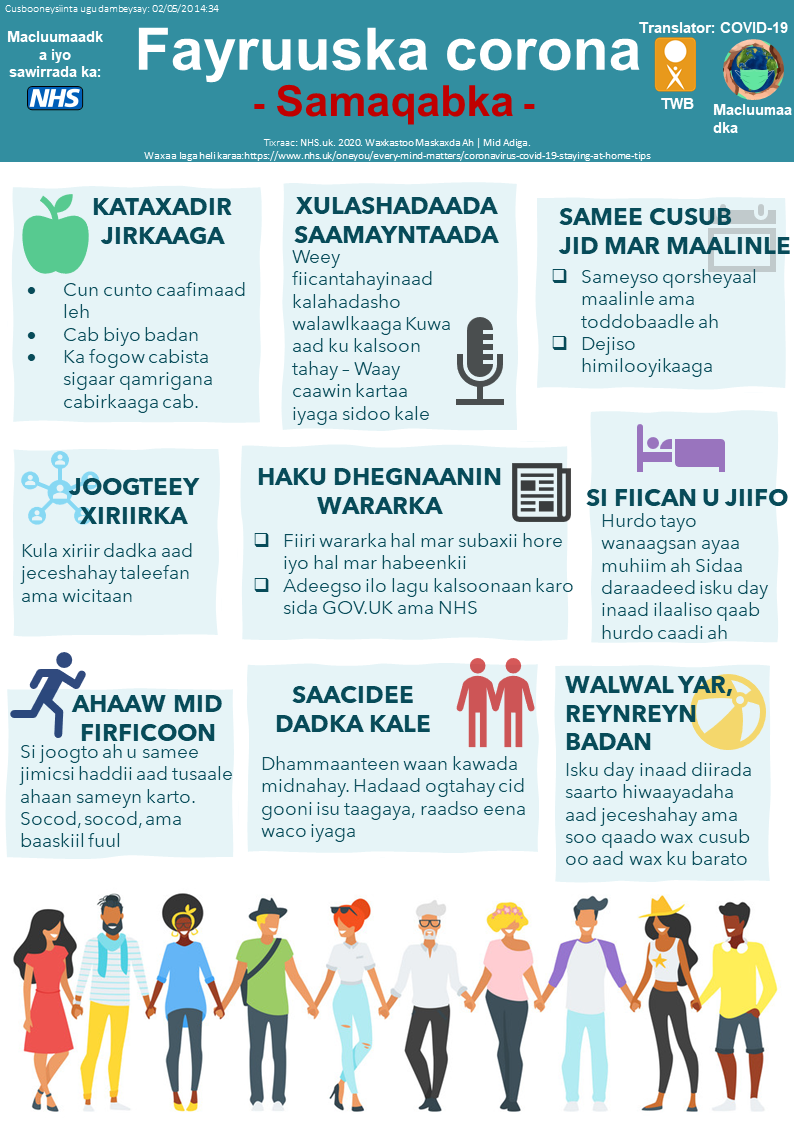 Cusbooneysiinta ugu dambeysay: 02/05/20 14:34
Macluumaadk
a iyo
sawirrada ka:
NHS
Fayruuska corona
- Samaqabka -
Translator: COVID-19
TWB
Macluumaa
dka
Tixraac: NHS.uk. 2020. Waxkastoo Maskaxda Ah | Mid Adiga.
Waxaa laga heli karaa:https://www.nhs.uk/oneyou/every-mind-matters/coronavirus-covid-19-staying-at-home-tips
KATAXADIR
JIRKAAGA
• Cun cunto caafimaad
leh
• Cab biyo badan
• Ka fogow cabista
sigaar qamrigana
cabirkaaga cab.
XULASHADAADA
SAAMAYNTAADA
Weey
fiicantahayinaad
kalahadasho
walawlkaaga Kuwa
aad ku kalsoon
tahay – Waay
caawin kartaa
iyaga sidoo kale
SAMEE CUSUB
JID MAR MAALINLE
❑ Sameyso qorsheyaal
maalinle ama
toddobaadle ah
❑ Dejiso
himilooyikaaga
JOOGTEEY
XIRIIRKA
Kula xiriir dadka aad
jeceshahay taleefan
ama wicitaan
HAKU DHEGNAANIN
WARARKA
❑ Fiiri wararka hal mar subaxii hore
iyo hal mar habeenkii
❑ Adeegso ilo lagu kalsoonaan karo
sida GOV.UK ama NHS
SI FIICAN U JIIFO
Hurdo tayo
wanaagsan ayaa
muhiim ah Sidaa
daraadeed isku day
inaad ilaaliso qaab
hurdo caadi ah
AHAAW MID
FIRFICOON
Si joogto ah u samee
jimicsi haddii aad tusaale
ahaan sameyn karto.
Socod, socod, ama
baaskiil fuul
SAACIDEE
DADKA KALE
Dhammaanteen waan kawada
midnahay. Hadaad ogtahay cid
gooni isu taagaya, raadso eena
waco iyaga
WALWAL YAR,
REYNREYN
BADAN
Isku day inaad diirada
saarto hiwaayadaha
aad jeceshahay ama
soo qaado wax cusub
oo aad wax ku barato